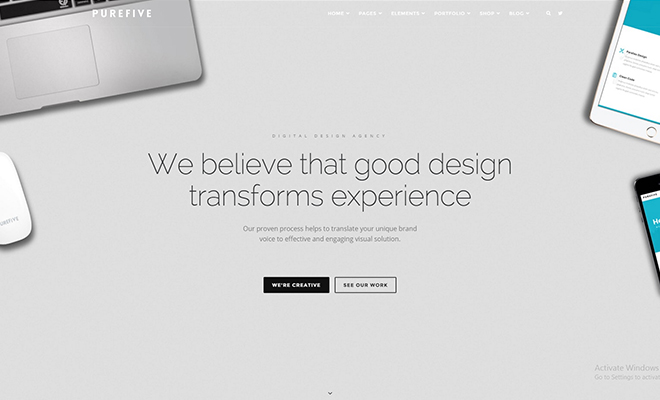 PUREFIVE
HOME PAGES ELEMENTS PORTFOLIO SHOP BLOG
DIGITAL DESIGN AGENCY
We believe that good design
transforms experience
Our proven process helps to translate your unique brand
voice to effective and engaging visual solution.
WE'RE CREATIVE SEE OUR WORK
PUREFIVE
Activate Windows
Go to Settings to activat